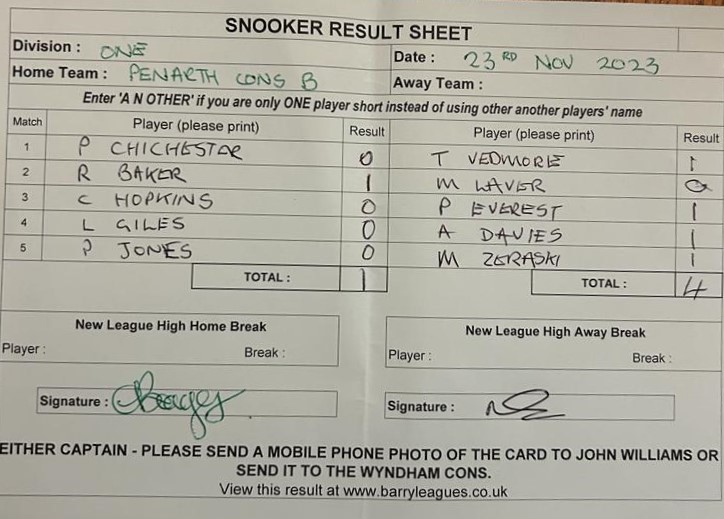 SNOOKER RESULT SHEET
Division : ONE Date : 23RD NOV 2023
Home Team : PENARTH CONS B Away Team :
Enter 'A N OTHER' if you are only ONE player short instead of using other another players' name
Match Player (please print) Result Player (please print) Result
1 P CHICHESTER 0 T VEDMORE 1
2 R BAKER 1 M LAVER 0
3 C HOPKINS 0 P EVEREST 1
4 L GILES 0 A DAVIES 1
5 P JONES 0 M ZERASKI 1
TOTAL : 1 TOTAL : 4
New League High Home Break New League High Away Break
Player : Break : Player : Break :
Signature : Signature :
EITHER CAPTAIN - PLEASE SEND A MOBILE PHONE PHOTO OF THE CARD TO JOHN WILLIAMS OR
SEND IT TO THE WYNDHAM CONS.
View this result at www.barryleagues.co.uk